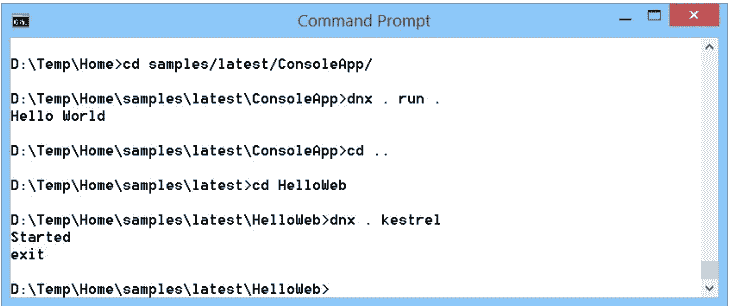 Command Prompt
D:\Temp\Home>cd samples/latest/ConsoleApp/
D:\Temp\Home\samples\latest\ConsoleApp>dnx . run .
Hello World
D:\Temp\Home\samples\latest\ConsoleApp>cd ..
D:\Temp\Home\samples\latest>cd HelloWeb
D:\Temp\Home\samples\latest\HelloWeb>dnx . kestrel
Started
exit
D:\Temp\Home\samples\latest\HelloWeb>